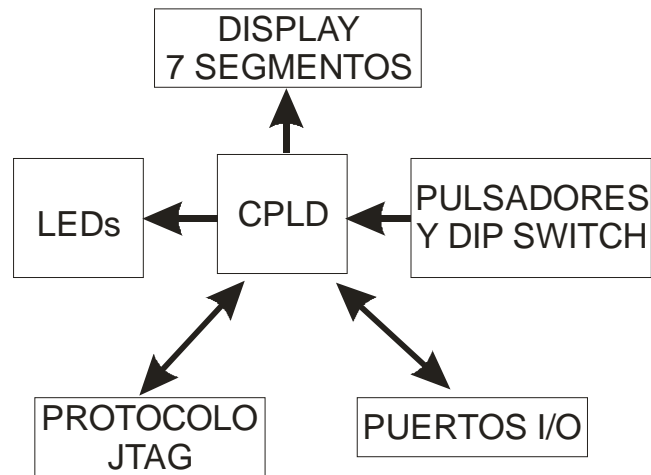 DISPLAY
7 SEGMENTOS
LEDs
CPLD
PULSADORES
Y DIP SWITCH
PROTOCOLO
JTAG
PUERTOS I/O